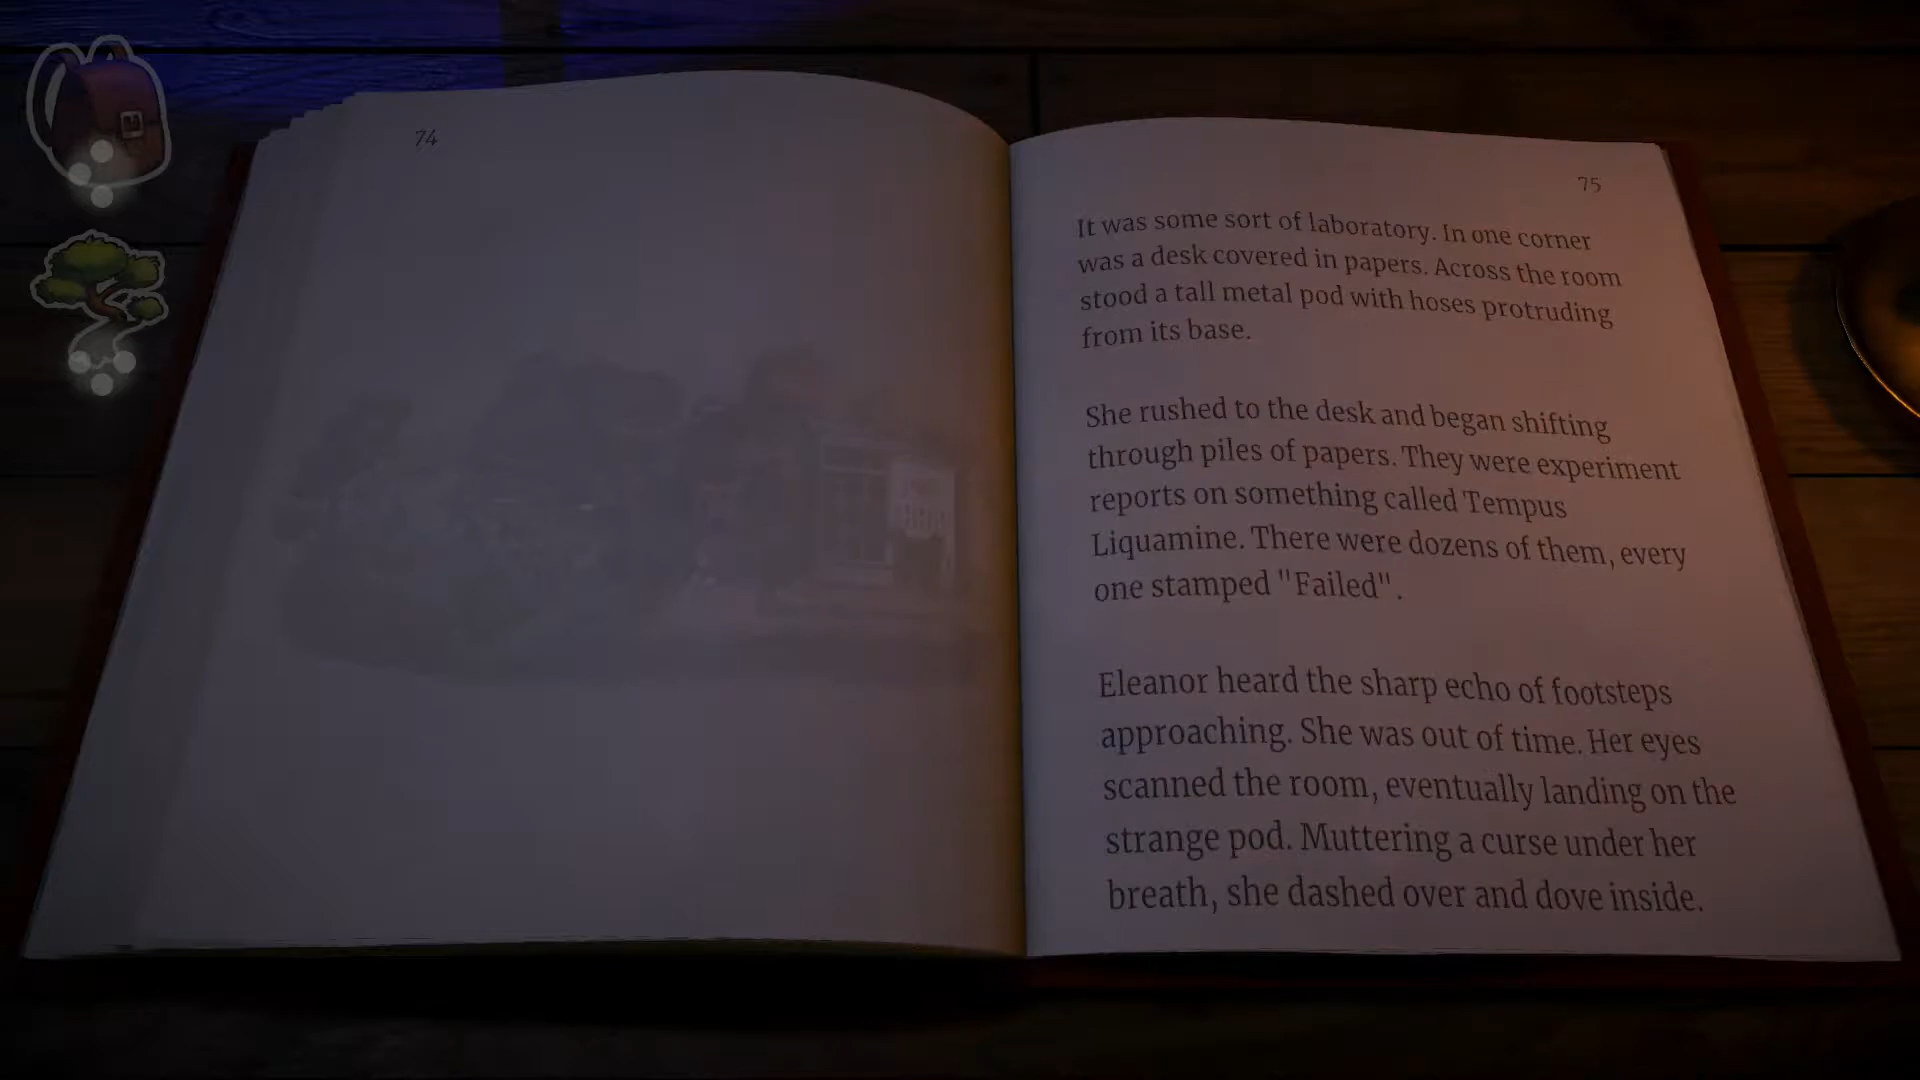 74
75
It was some sort of laboratory. In one corner
was a desk covered in papers. Across the room
stood a tall metal pod with hoses protruding
from its base.
She rushed to the desk and began shifting
through piles of papers. They were experiment
reports on something called Tempus
Liquamine. There were dozens of them, every
one stamped "Failed".
Eleanor heard the sharp echo of footsteps
approaching. She was out of time. Her eyes
scanned the room, eventually landing on the
strange pod. Muttering a curse under her
breath, she dashed over and dove inside.